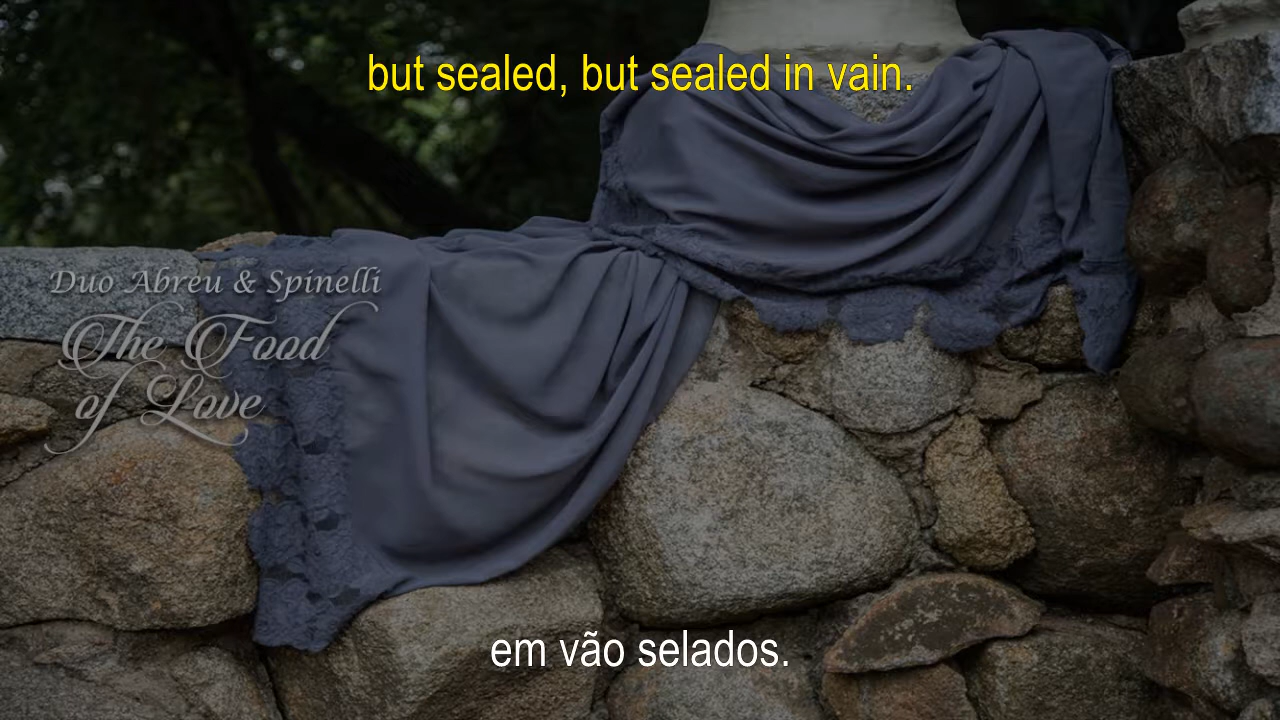 but sealed, but sealed in vain.
Duo Abreu & Spinelli
The Food
of Love
em vão selados.